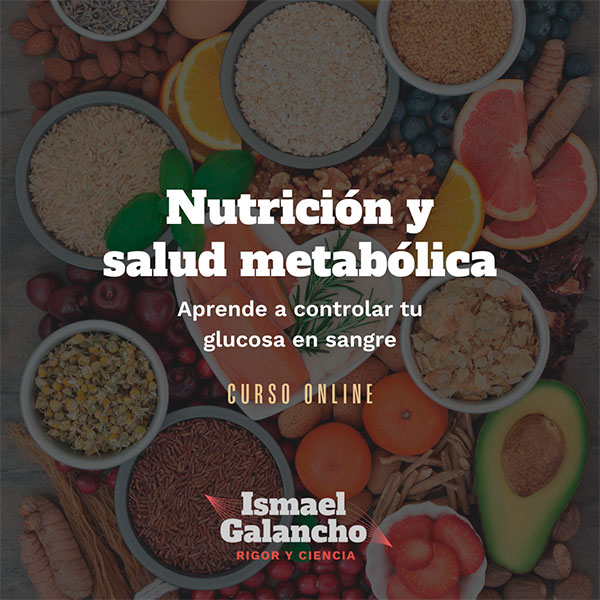 Nutrición y
salud metabólica
Aprende a controlar tu
glucosa en sangre
CURSO ONLINE
Ismael
Galancho
RIGOR Y CIENCIA